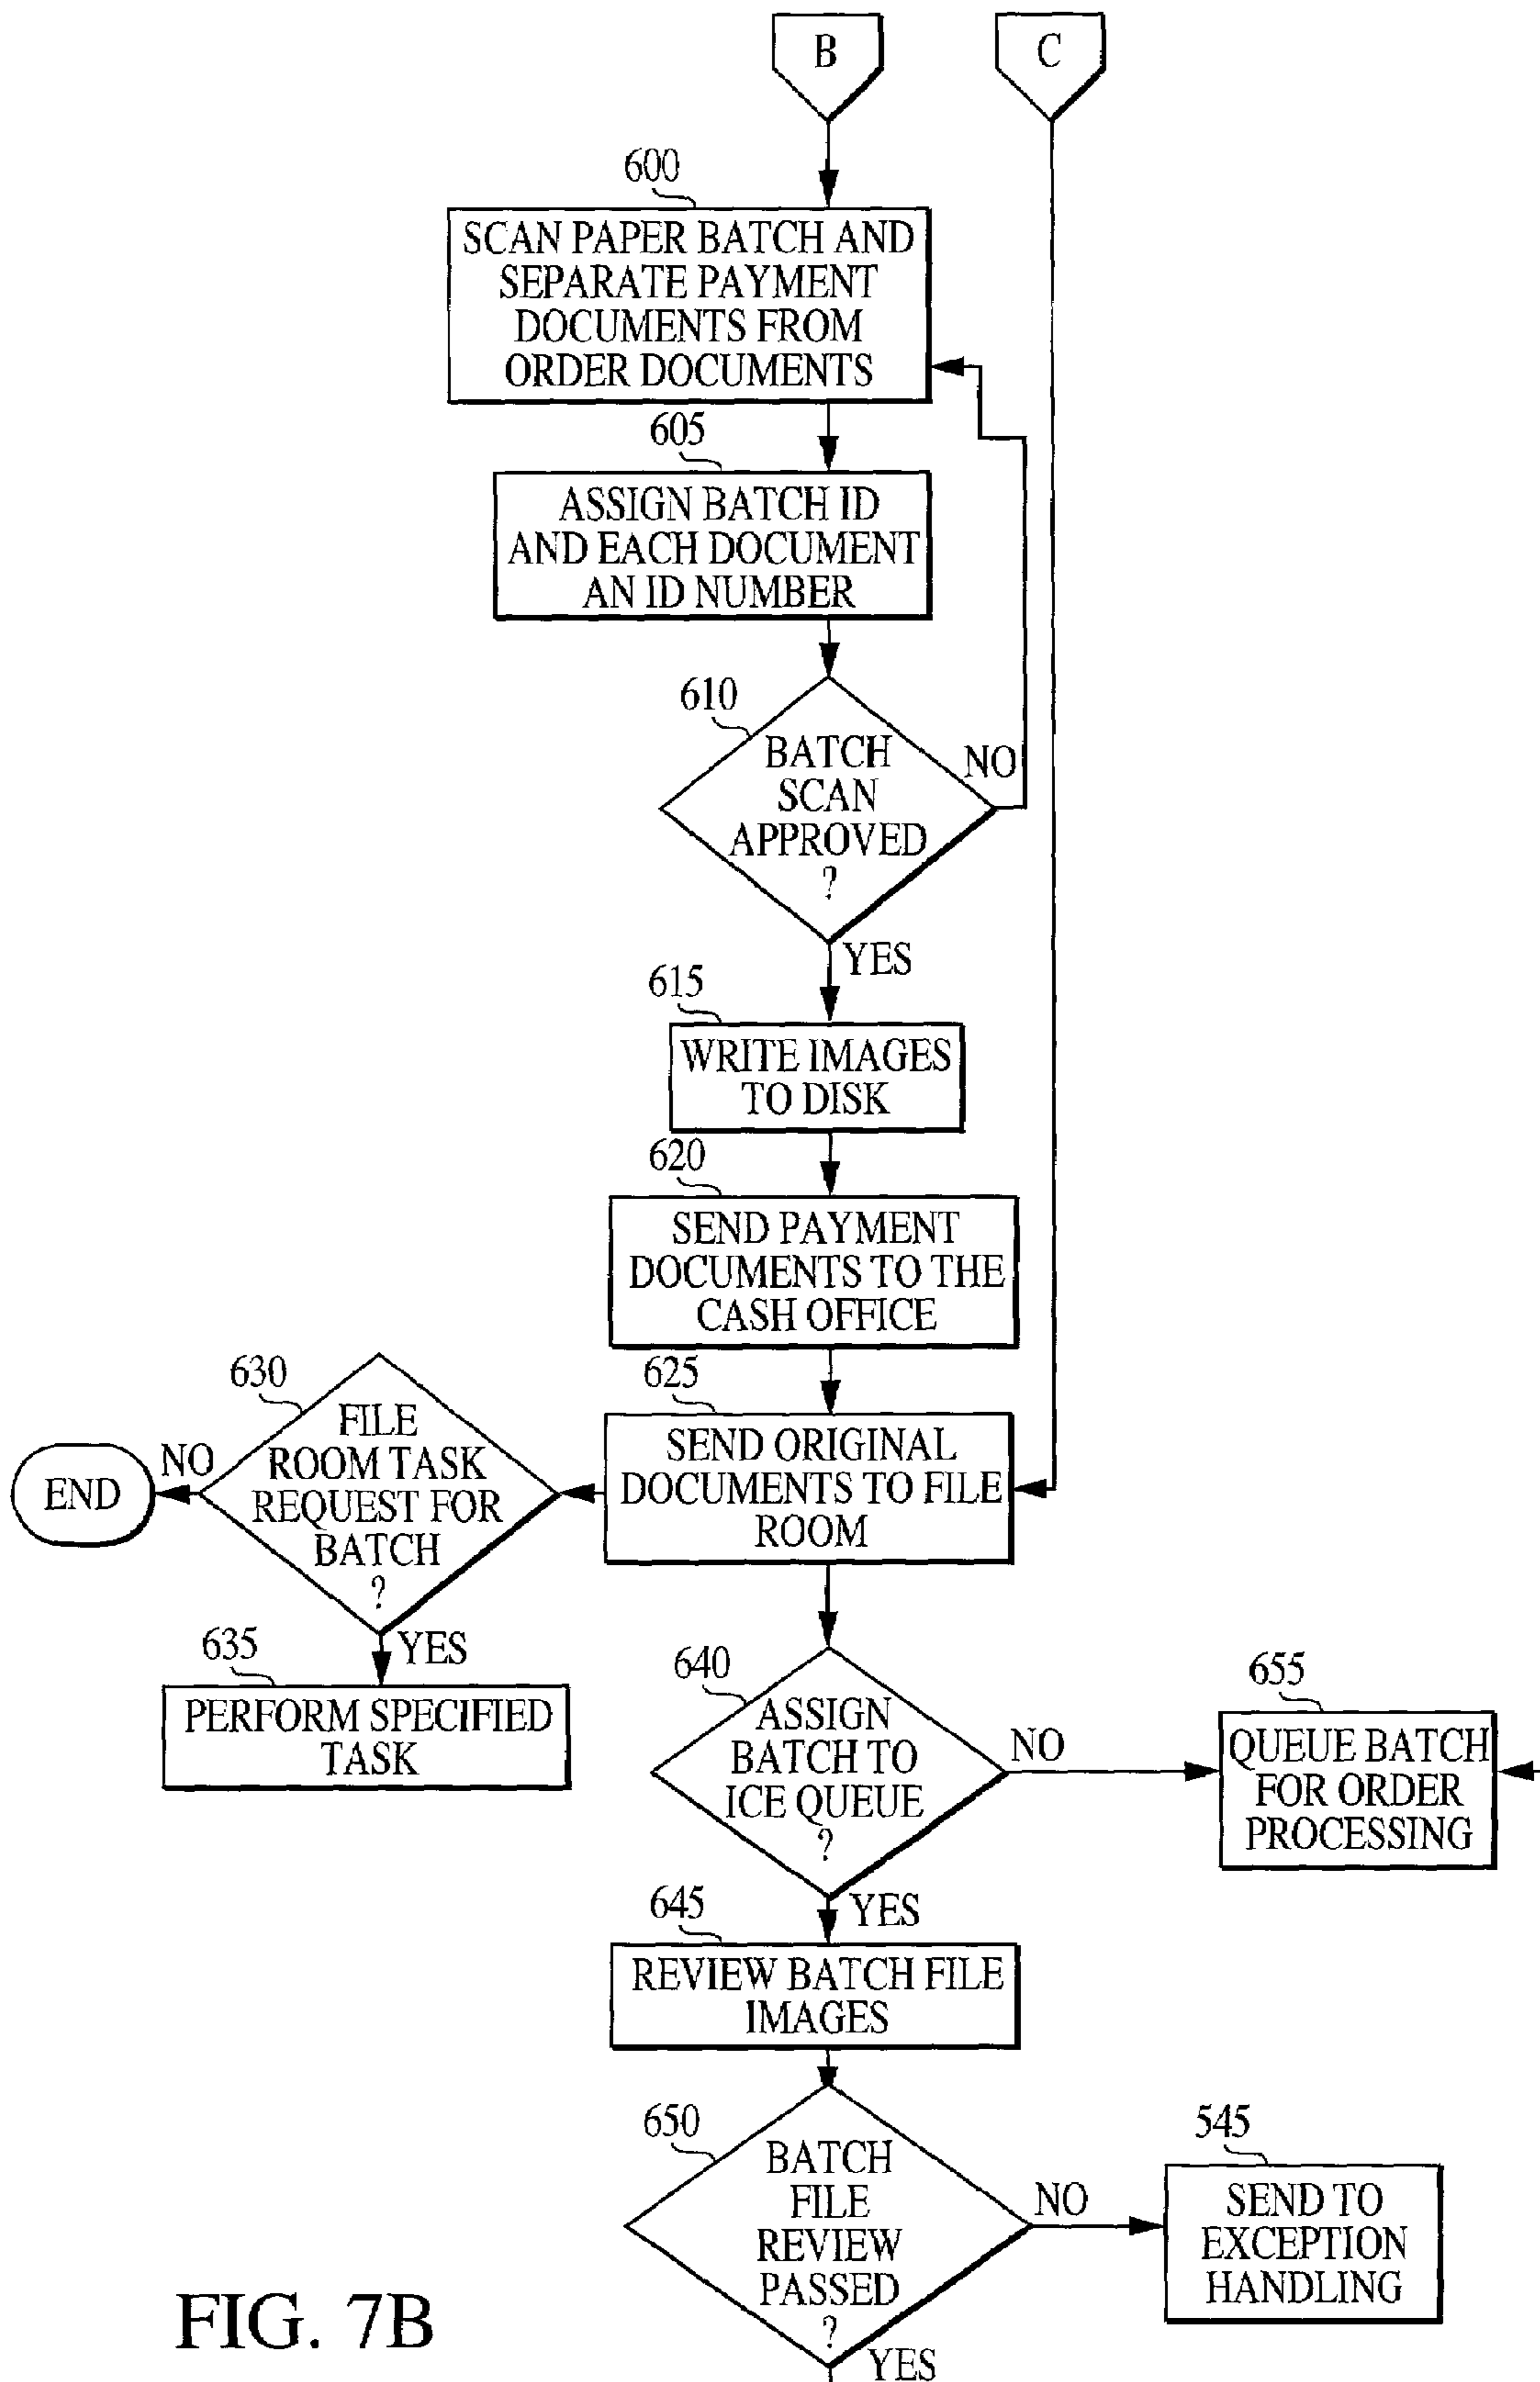 B
C
600
SCAN PAPER BATCH AND
SEPARATE PAYMENT
DOCUMENTS FROM
ORDER DOCUMENTS
605
ASSIGN BATCH ID
AND EACH DOCUMENT
AN ID NUMBER
610
BATCH
SCAN
APPROVED
?
NO
YES
615
WRITE IMAGES
TO DISK
620
SEND PAYMENT
DOCUMENTS TO THE
CASH OFFICE
625
SEND ORIGINAL
DOCUMENTS TO FILE
ROOM
630
FILE
ROOM TASK
REQUEST FOR
BATCH
?
NO
END
YES
635
PERFORM SPECIFIED
TASK
640
ASSIGN
BATCH TO
ICE QUEUE
?
NO
655
QUEUE BATCH
FOR ORDER
PROCESSING
YES
645
REVIEW BATCH FILE
IMAGES
650
BATCH
FILE
REVIEW
PASSED
?
NO
545
SEND TO
EXCEPTION
HANDLING
YES
FIG. 7B